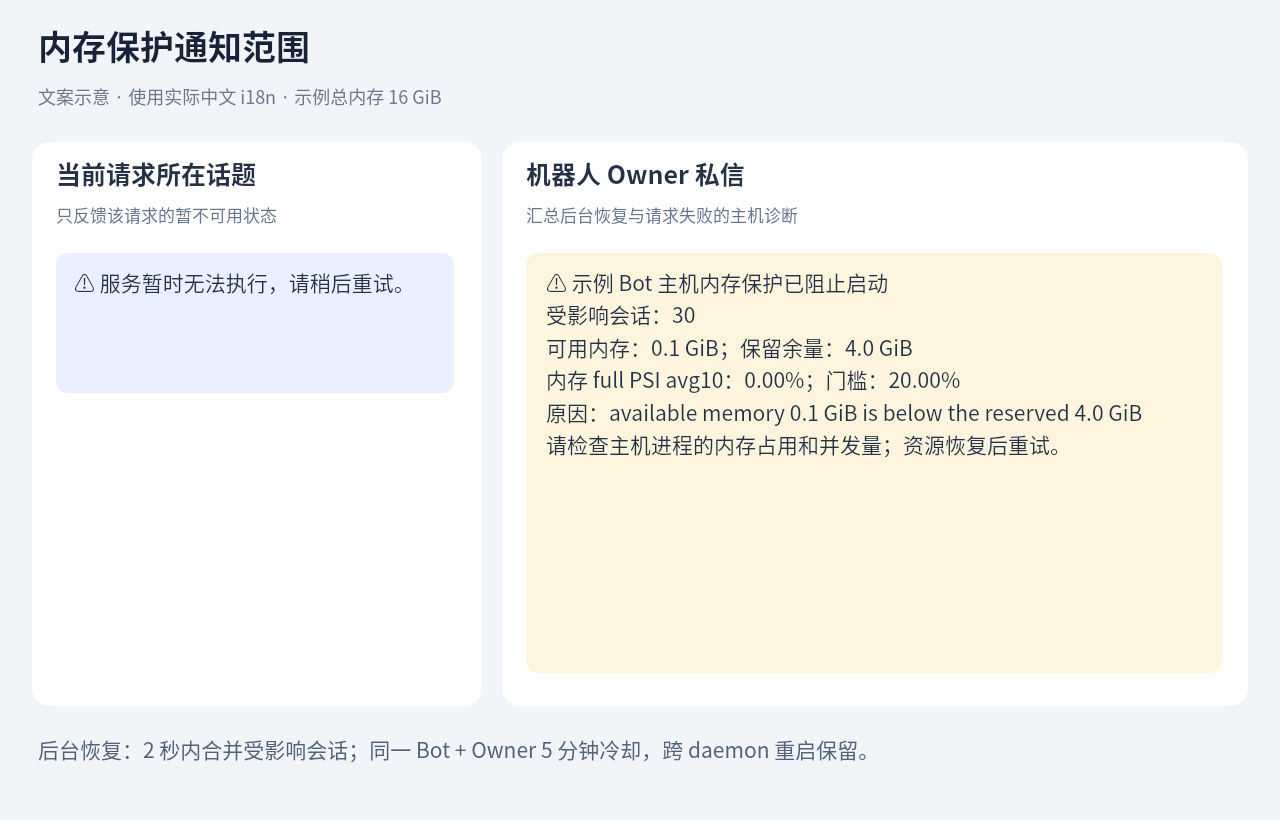 内存保护通知范围
文案示意 · 使用实际中文 i18n · 示例总内存 16 GiB
当前请求所在话题
只反馈该请求的暂不可用状态
⚠ 服务暂时无法执行，请稍后重试。
机器人 Owner 私信
汇总后台恢复与请求失败的主机诊断
⚠ 示例 Bot 主机内存保护已阻止启动
受影响会话：30
可用内存：0.1 GiB；保留余量：4.0 GiB
内存 full PSI avg10：0.00%；门槛：20.00%
原因：available memory 0.1 GiB is below the reserved 4.0 GiB
请检查主机进程的内存占用和并发量；资源恢复后重试。
后台恢复：2 秒内合并受影响会话；同一 Bot + Owner 5 分钟冷却，跨 daemon 重启保留。